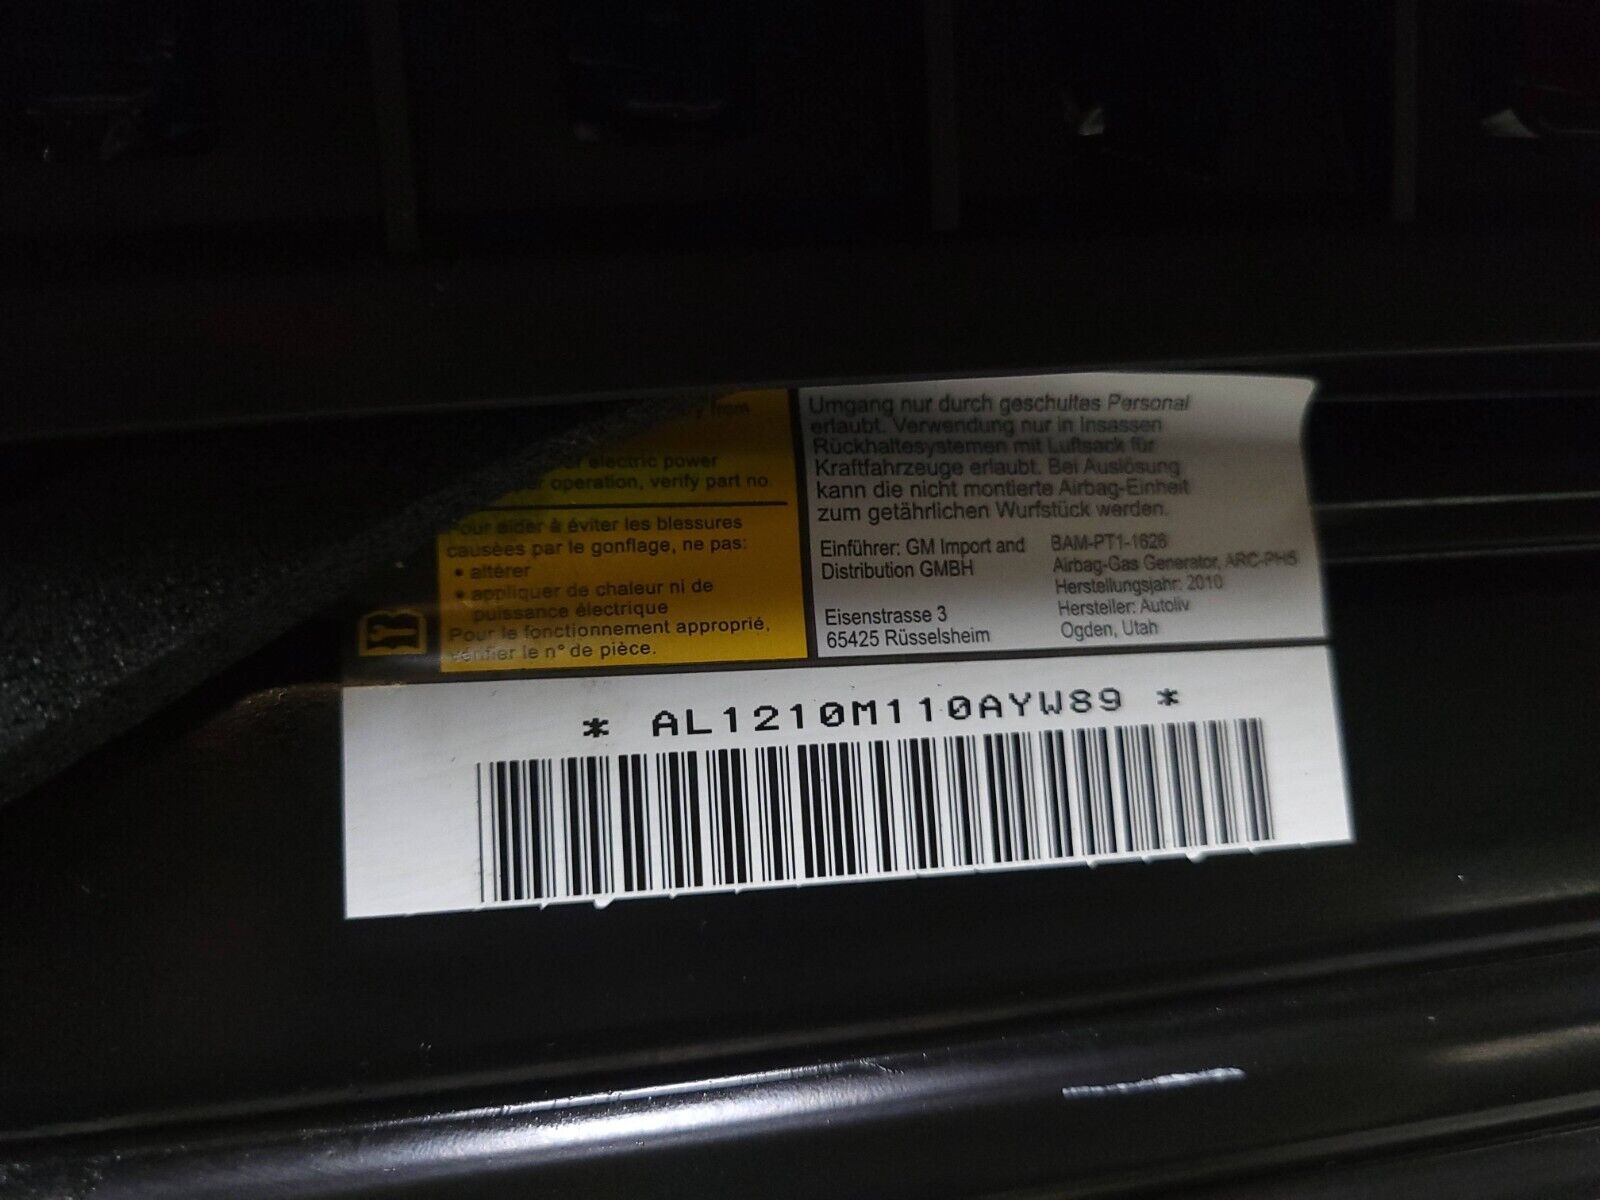 from
electric power
operation, verify part no.
Pour aider à éviter les blessures
causées par le gonflage, ne pas:
• altérer
• appliquer de chaleur ni de
puissance électrique
Pour le fonctionnement approprié,
vérifier le n° de pièce.
Umgang nur durch geschultes Personal
erlaubt. Verwendung nur in Insassen
Rückhaltesystemen mit Luftsack für
Kraftfahrzeuge erlaubt. Bei Auslösung
kann die nicht montierte Airbag-Einheit
zum getährlichen Wurfstück werden.
Einführer: GM Import and
Distribution GMBH
Eisenstrasse 3
65425 Rüsselsheim
BAM-PT1-1626
Airbag-Gas Generator, ARC-PH5
Herstellungsjahr: 2010
Hersteller: Autoliv
Ogden, Utah
* AL1210M110AYW89 *